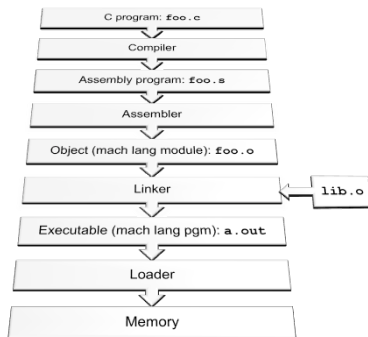 C program: foo.c
Compiler
Assembly program: foo.s
Assembler
Object (mach lang module): foo.o
Linker
lib.o
Executable (mach lang pgm): a.out
Loader
Memory